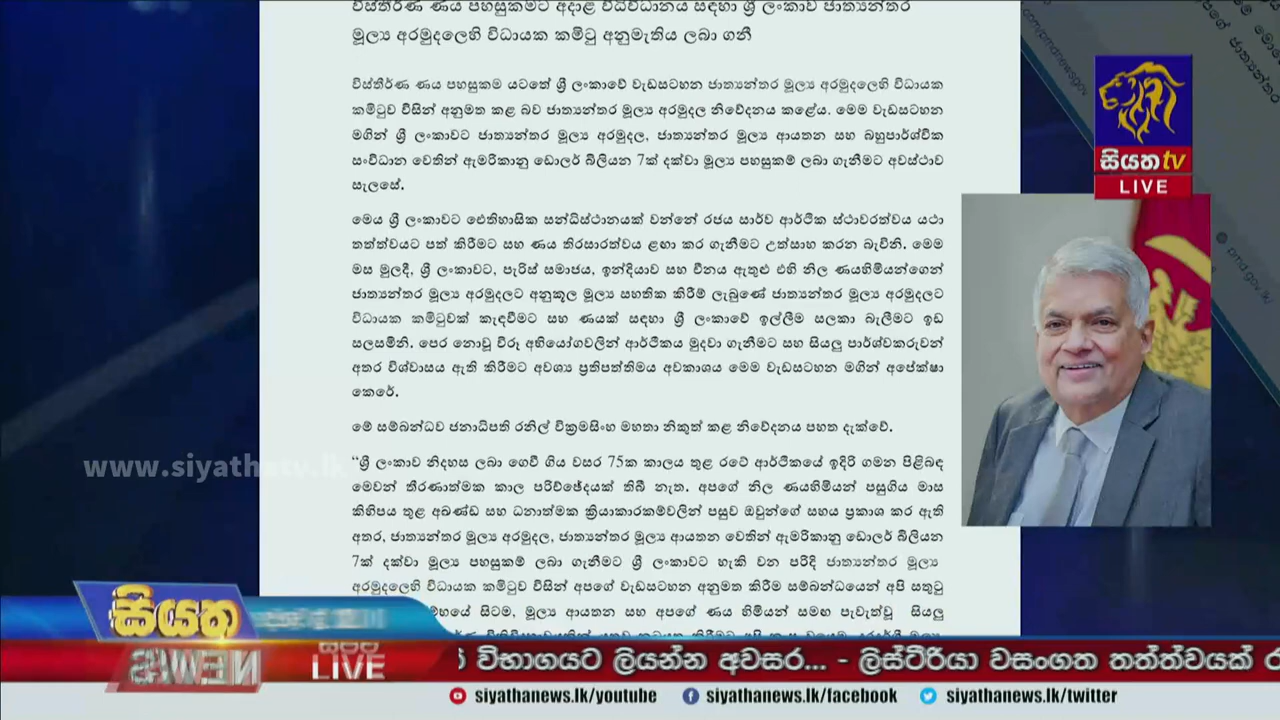 විස්තීර්ණ ණය පහසුකමට අදාළ විධිවිධානය සඳහා ශ්‍රී ලංකාව ජාත්‍යන්තර
මූල්‍ය අරමුදලෙහි විධායක කමිටු අනුමැතිය ලබා ගනී
විස්තීර්ණ ණය පහසුකම යටතේ ශ්‍රී ලංකාවේ වැඩසටහන ජාත්‍යන්තර මූල්‍ය අරමුදලෙහි විධායක
කමිටුව විසින් අනුමත කළ බව ජාත්‍යන්තර මූල්‍ය අරමුදල නිවේදනය කළේය. මෙම වැඩසටහන
මගින් ශ්‍රී ලංකාවට ජාත්‍යන්තර මූල්‍ය අරමුදල, ජාත්‍යන්තර මූල්‍ය ආයතන සහ බහුපාර්ශ්වික
සංවිධාන වෙතින් ඇමරිකානු ඩොලර් බිලියන 7ක් දක්වා මූල්‍ය පහසුකම් ලබා ගැනීමට අවස්ථාව
සැලසේ.
මෙය ශ්‍රී ලංකාවට ඓතිහාසික සන්ධිස්ථානයක් වන්නේ රජය සාර්ව ආර්ථික ස්ථාවරත්වය යථා
තත්ත්වයට පත් කිරීමට සහ ණය තිරසාරත්වය ළඟා කර ගැනීමට උත්සාහ කරන බැවිනි. මෙම
මස මුලදී, ශ්‍රී ලංකාවට, පැරිස් සමාජය, ඉන්දියාව සහ චීනය ඇතුළු එහි නිල ණයහිමියන්ගෙන්
ජාත්‍යන්තර මූල්‍ය අරමුදලට අනුකූල මූල්‍ය සහතික කිරීම් ලැබුණේ ජාත්‍යන්තර මූල්‍ය අරමුදලට
විධායක කමිටුවක් කැඳවීමට සහ ණයක් සඳහා ශ්‍රී ලංකාවේ ඉල්ලීම සලකා බැලීමට ඉඩ
සලසමිනි. පෙර නොවූ විරූ අභියෝගවලින් ආර්ථිකය මුදවා ගැනීමට සහ සියලු පාර්ශ්වකරුවන්
අතර විශ්වාසය ඇති කිරීමට අවශ්‍ය ප්‍රතිපත්තිමය අවකාශය මෙම වැඩසටහන මගින් අපේක්ෂා
කෙරේ.
මේ සම්බන්ධව ජනාධිපති රනිල් වික්‍රමසිංහ මහතා නිකුත් කළ නිවේදනය පහත දැක්වේ.
“ශ්‍රී ලංකාව නිදහස ලබා ගෙවී ගිය වසර 75ක කාලය තුළ රටේ ආර්ථිකයේ ඉදිරි ගමන පිළිබඳ
මෙවන් තීරණාත්මක කාල පරිච්ඡේදයක් තිබී නැත. අපගේ නිල ණයහිමියන් පසුගිය මාස
කිහිපය තුළ අඛණ්ඩ සහ ධනාත්මක ක්‍රියාකාරකම්වලින් පසුව ඔවුන්ගේ සහය ප්‍රකාශ කර ඇති
අතර, ජාත්‍යන්තර මූල්‍ය අරමුදල, ජාත්‍යන්තර මූල්‍ය ආයතන වෙතින් ඇමරිකානු ඩොලර් බිලියන
7ක් දක්වා මූල්‍ය පහසුකම් ලබා ගැනීමට ශ්‍රී ලංකාවට හැකි වන පරිදි ජාත්‍යන්තර මූල්‍ය
අරමුදලෙහි විධායක කමිටුව විසින් අපගේ වැඩසටහන අනුමත කිරීම සම්බන්ධයෙන් අපි සතුටු
සිටම, මූල්‍ය ආයතන සහ අපගේ ණය හිමියන් සමඟ පැවැත්වූ සියලු
සියත tv
LIVE
www.siyathatv.lk
සියත
NEWS
LIVE
විභාගයට ලියන්න අවසර... - ලිස්ටීරියා වසංගත තත්ත්වයක්
siyathanews.lk/youtube siyathanews.lk/facebook siyathanews.lk/twitter